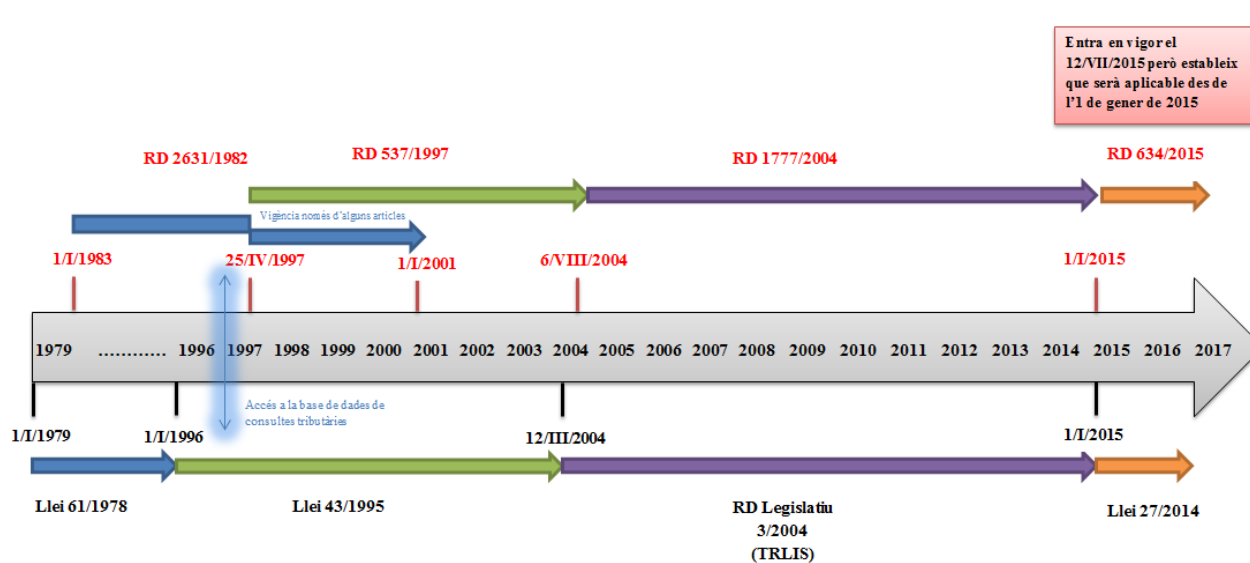 Entra en vigor el
12/VII/2015 però estableix
que serà aplicable des de
l'1 de gener de 2015
RD 2631/1982
RD 537/1997
RD 1777/2004
RD 634/2015
Vigència només d'alguns articles
1/I/1983
25/IV/1997
1/I/2001
6/VIII/2004
1/I/2015
1979 ............ 1996 1997 1998 1999 2000 2001 2002 2003 2004 2005 2006 2007 2008 2009 2010 2011 2012 2013 2014 2015 2016 2017
Accés a la base de dades de
consultes tributàries
1/I/1979
1/I/1996
12/III/2004
1/I/2015
Llei 61/1978
Llei 43/1995
RD Legislatiu
3/2004
(TRLIS)
Llei 27/2014